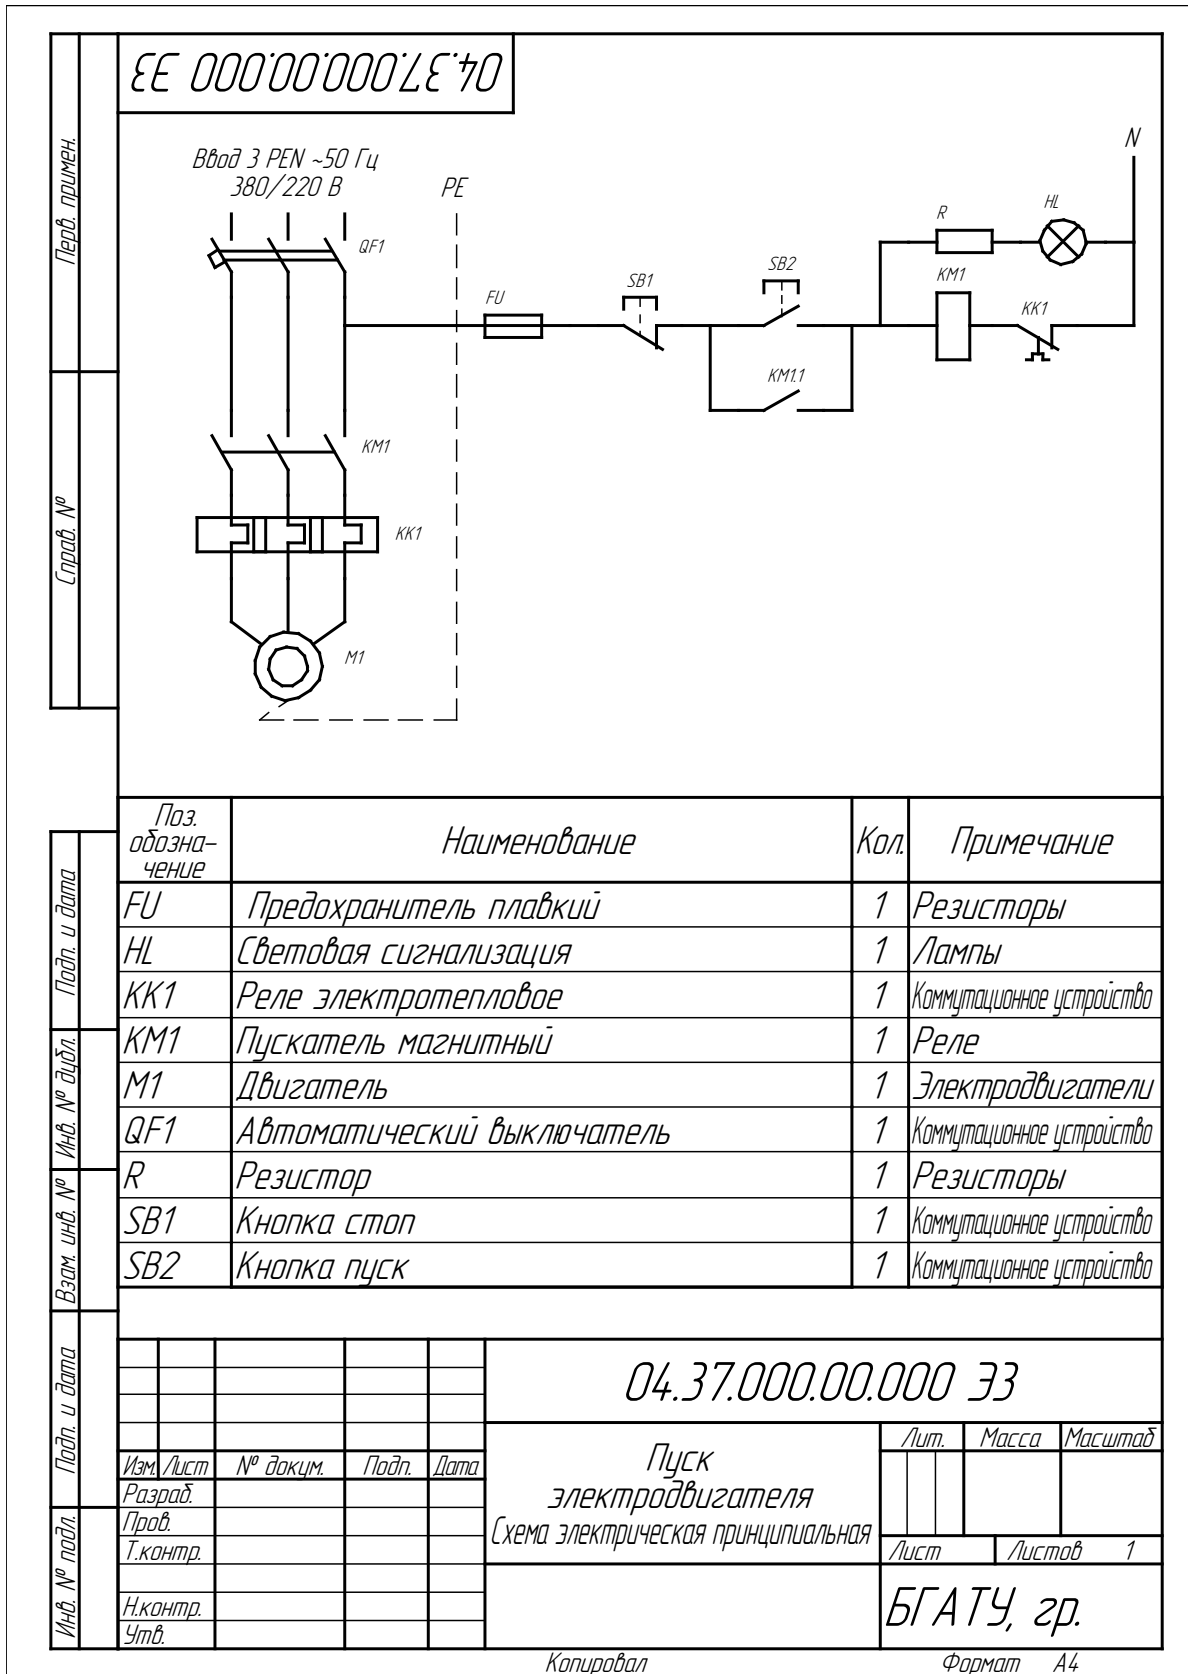 04.37.000.00.000 ЭЗ
Перв. примен.
Справ. №
Ввод 3 PEN ~50 Гц
380/220 В
PE
N
QF1
FU
SB1
SB2
R
HL
KM1
KK1
KM1.1
KM1
KK1
M1
Поз. обозна-чение Наименование Кол. Примечание
FU Предохранитель плавкий 1 Резисторы
HL Световая сигнализация 1 Лампы
KK1 Реле электротепловое 1 Коммутационное устройство
KM1 Пускатель магнитный 1 Реле
M1 Двигатель 1 Электродвигатели
QF1 Автоматический выключатель 1 Коммутационное устройство
R Резистор 1 Резисторы
SB1 Кнопка стоп 1 Коммутационное устройство
SB2 Кнопка пуск 1 Коммутационное устройство
Подп. и дата
Инв. № дубл.
Взам. инв. №
Подп. и дата
Инв. № подл.
04.37.000.00.000 ЭЗ
Изм. Лист № докум. Подп. Дата
Разраб.
Пров.
Т.контр.
Н.контр.
Утв.
Пуск
электродвигателя
Схема электрическая принципиальная
Лит. Масса Масштаб
Лист Листов 1
БГАТУ, гр.
Копировал Формат А4